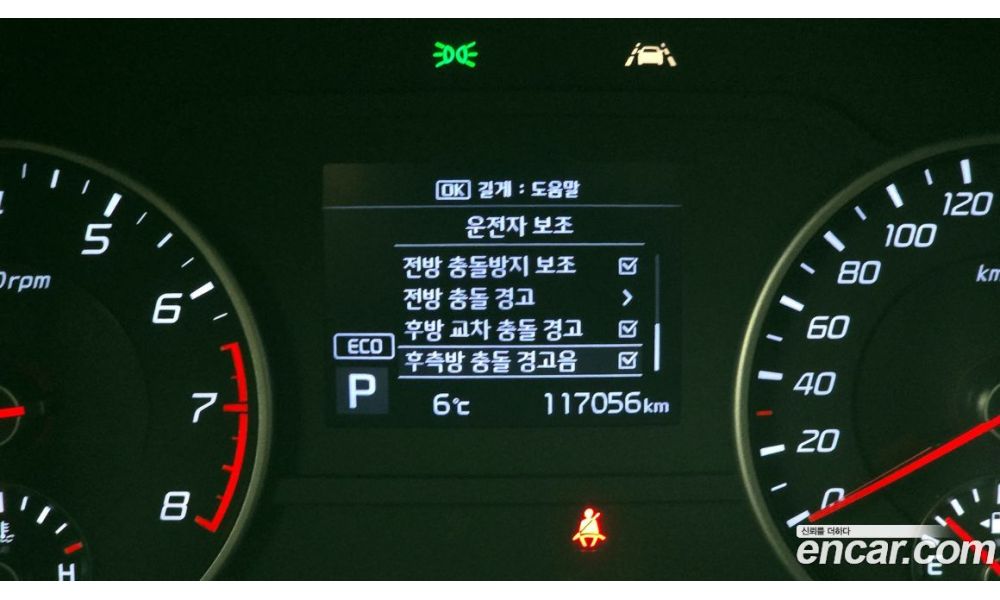 OK 길게 : 도움말
운전자 보조
전방 충돌방지 보조
전방 충돌 경고
후방 교차 충돌 경고
후측방 충돌 경고음
ECO
P
6℃ 117056km
5
6
7
8
rpm
H
120
100
80
60
40
20
0
km
E
신뢰를 더하다
encar.com